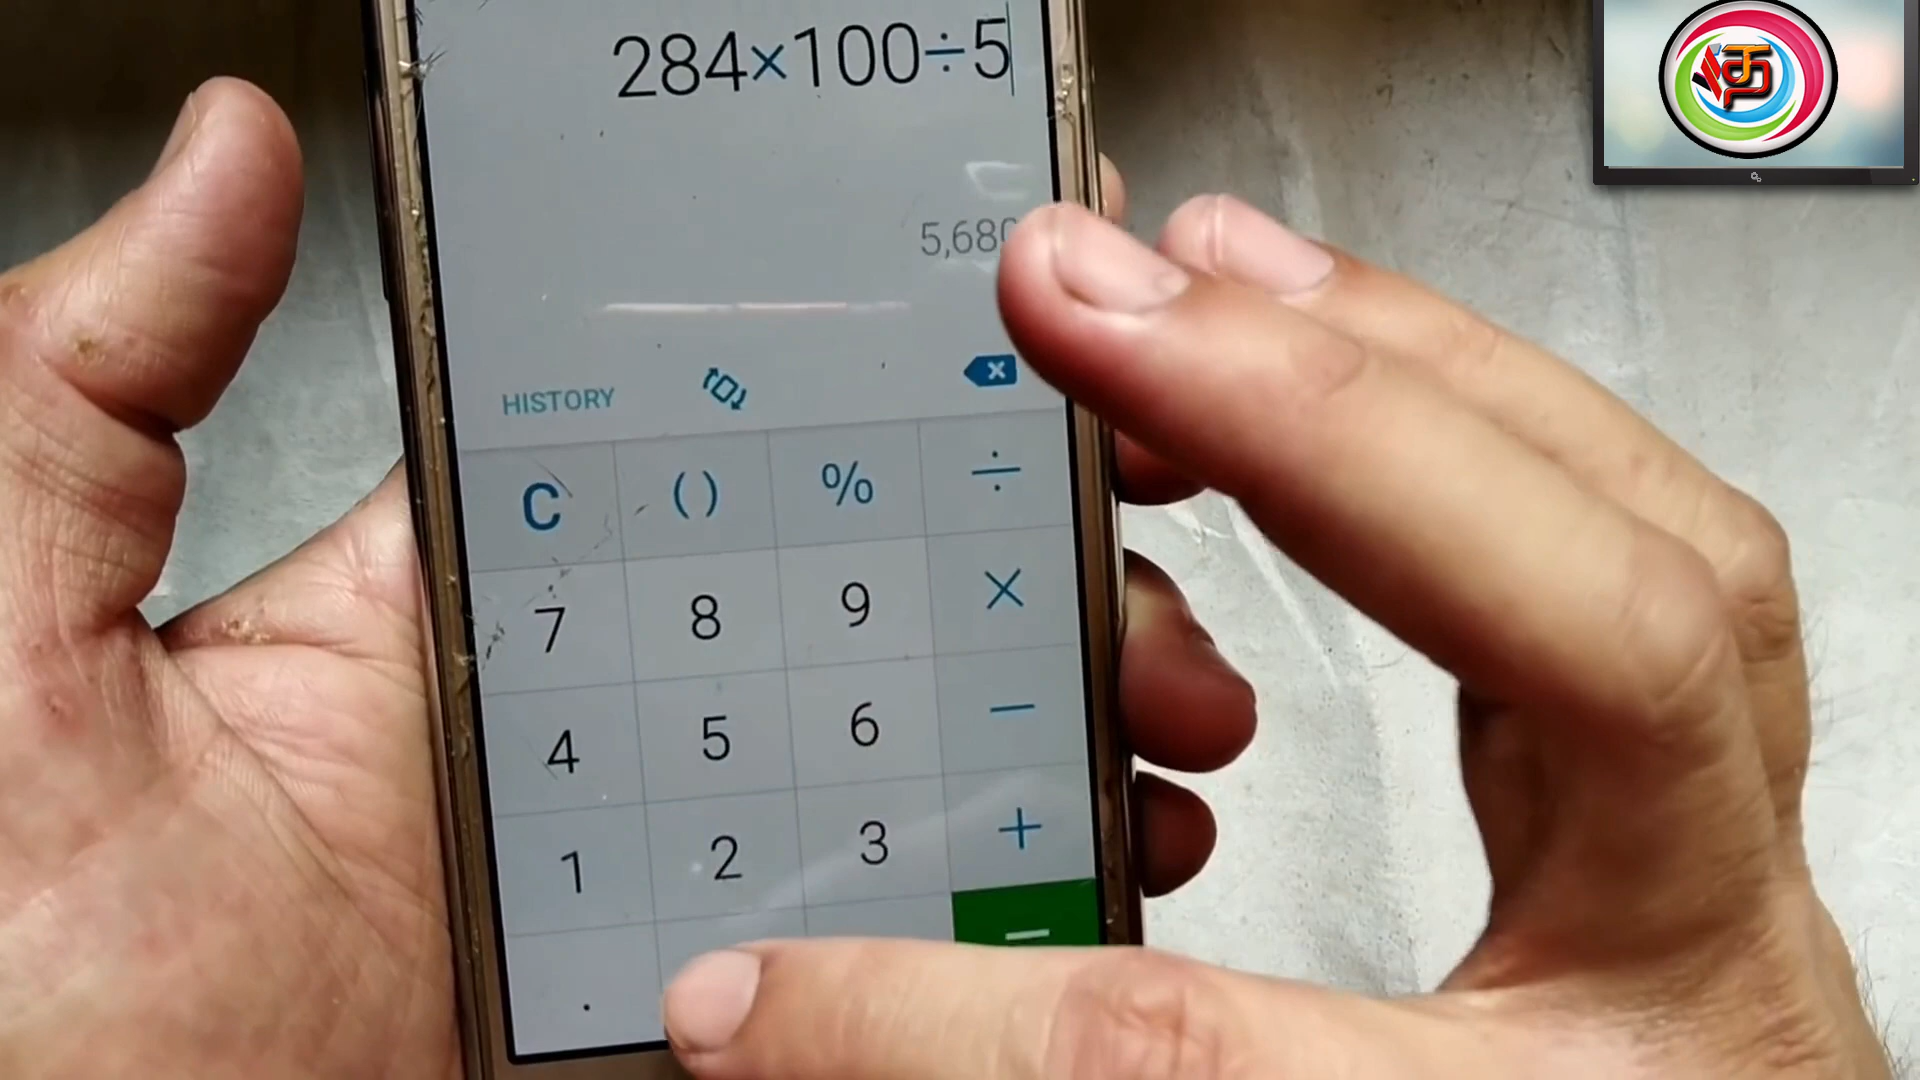 284×100÷5
5,680
HISTORY
C () % ÷
7 8 9 ×
4 5 6 −
1 2 3 +
. =